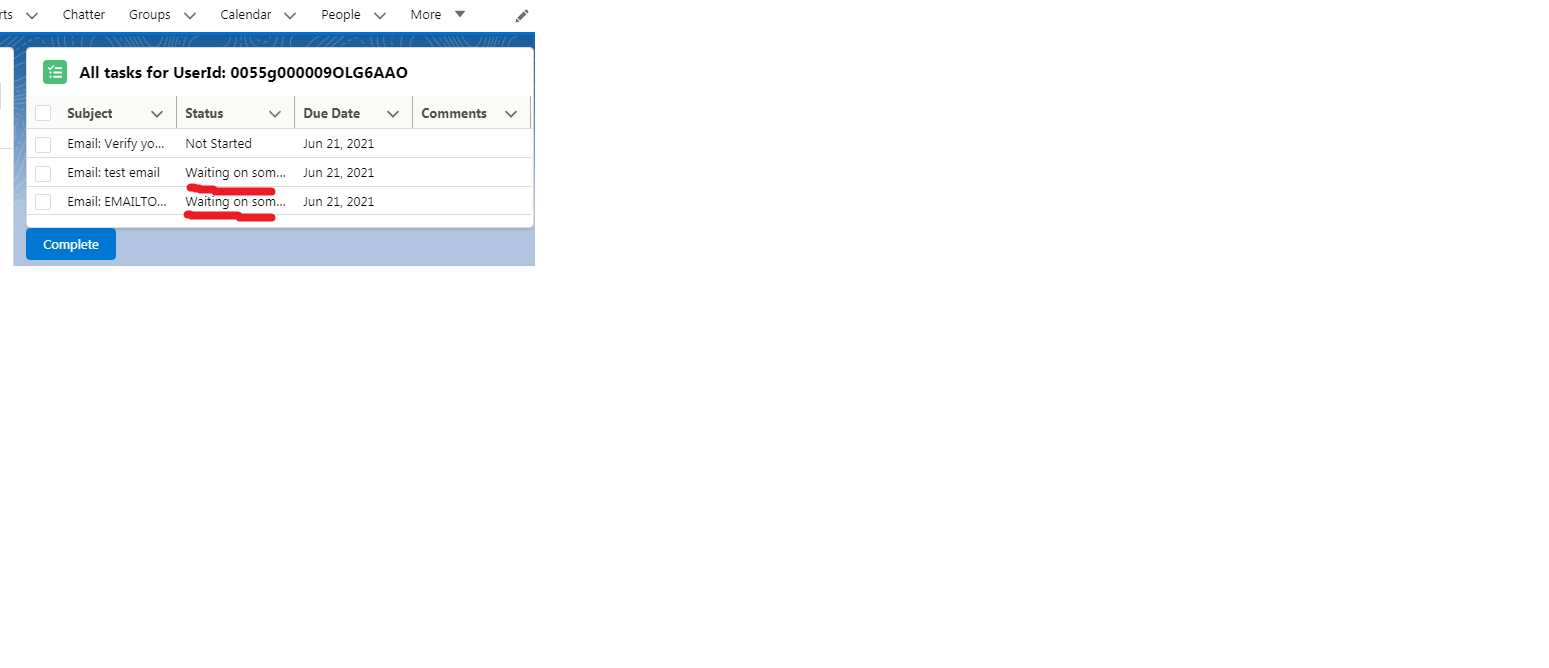 rts Chatter Groups Calendar People More
All tasks for UserId: 0055g000009OLG6AAO
Subject Status Due Date Comments
Email: Verify yo... Not Started Jun 21, 2021
Email: test email Waiting on som... Jun 21, 2021
Email: EMAILTO... Waiting on som... Jun 21, 2021
Complete